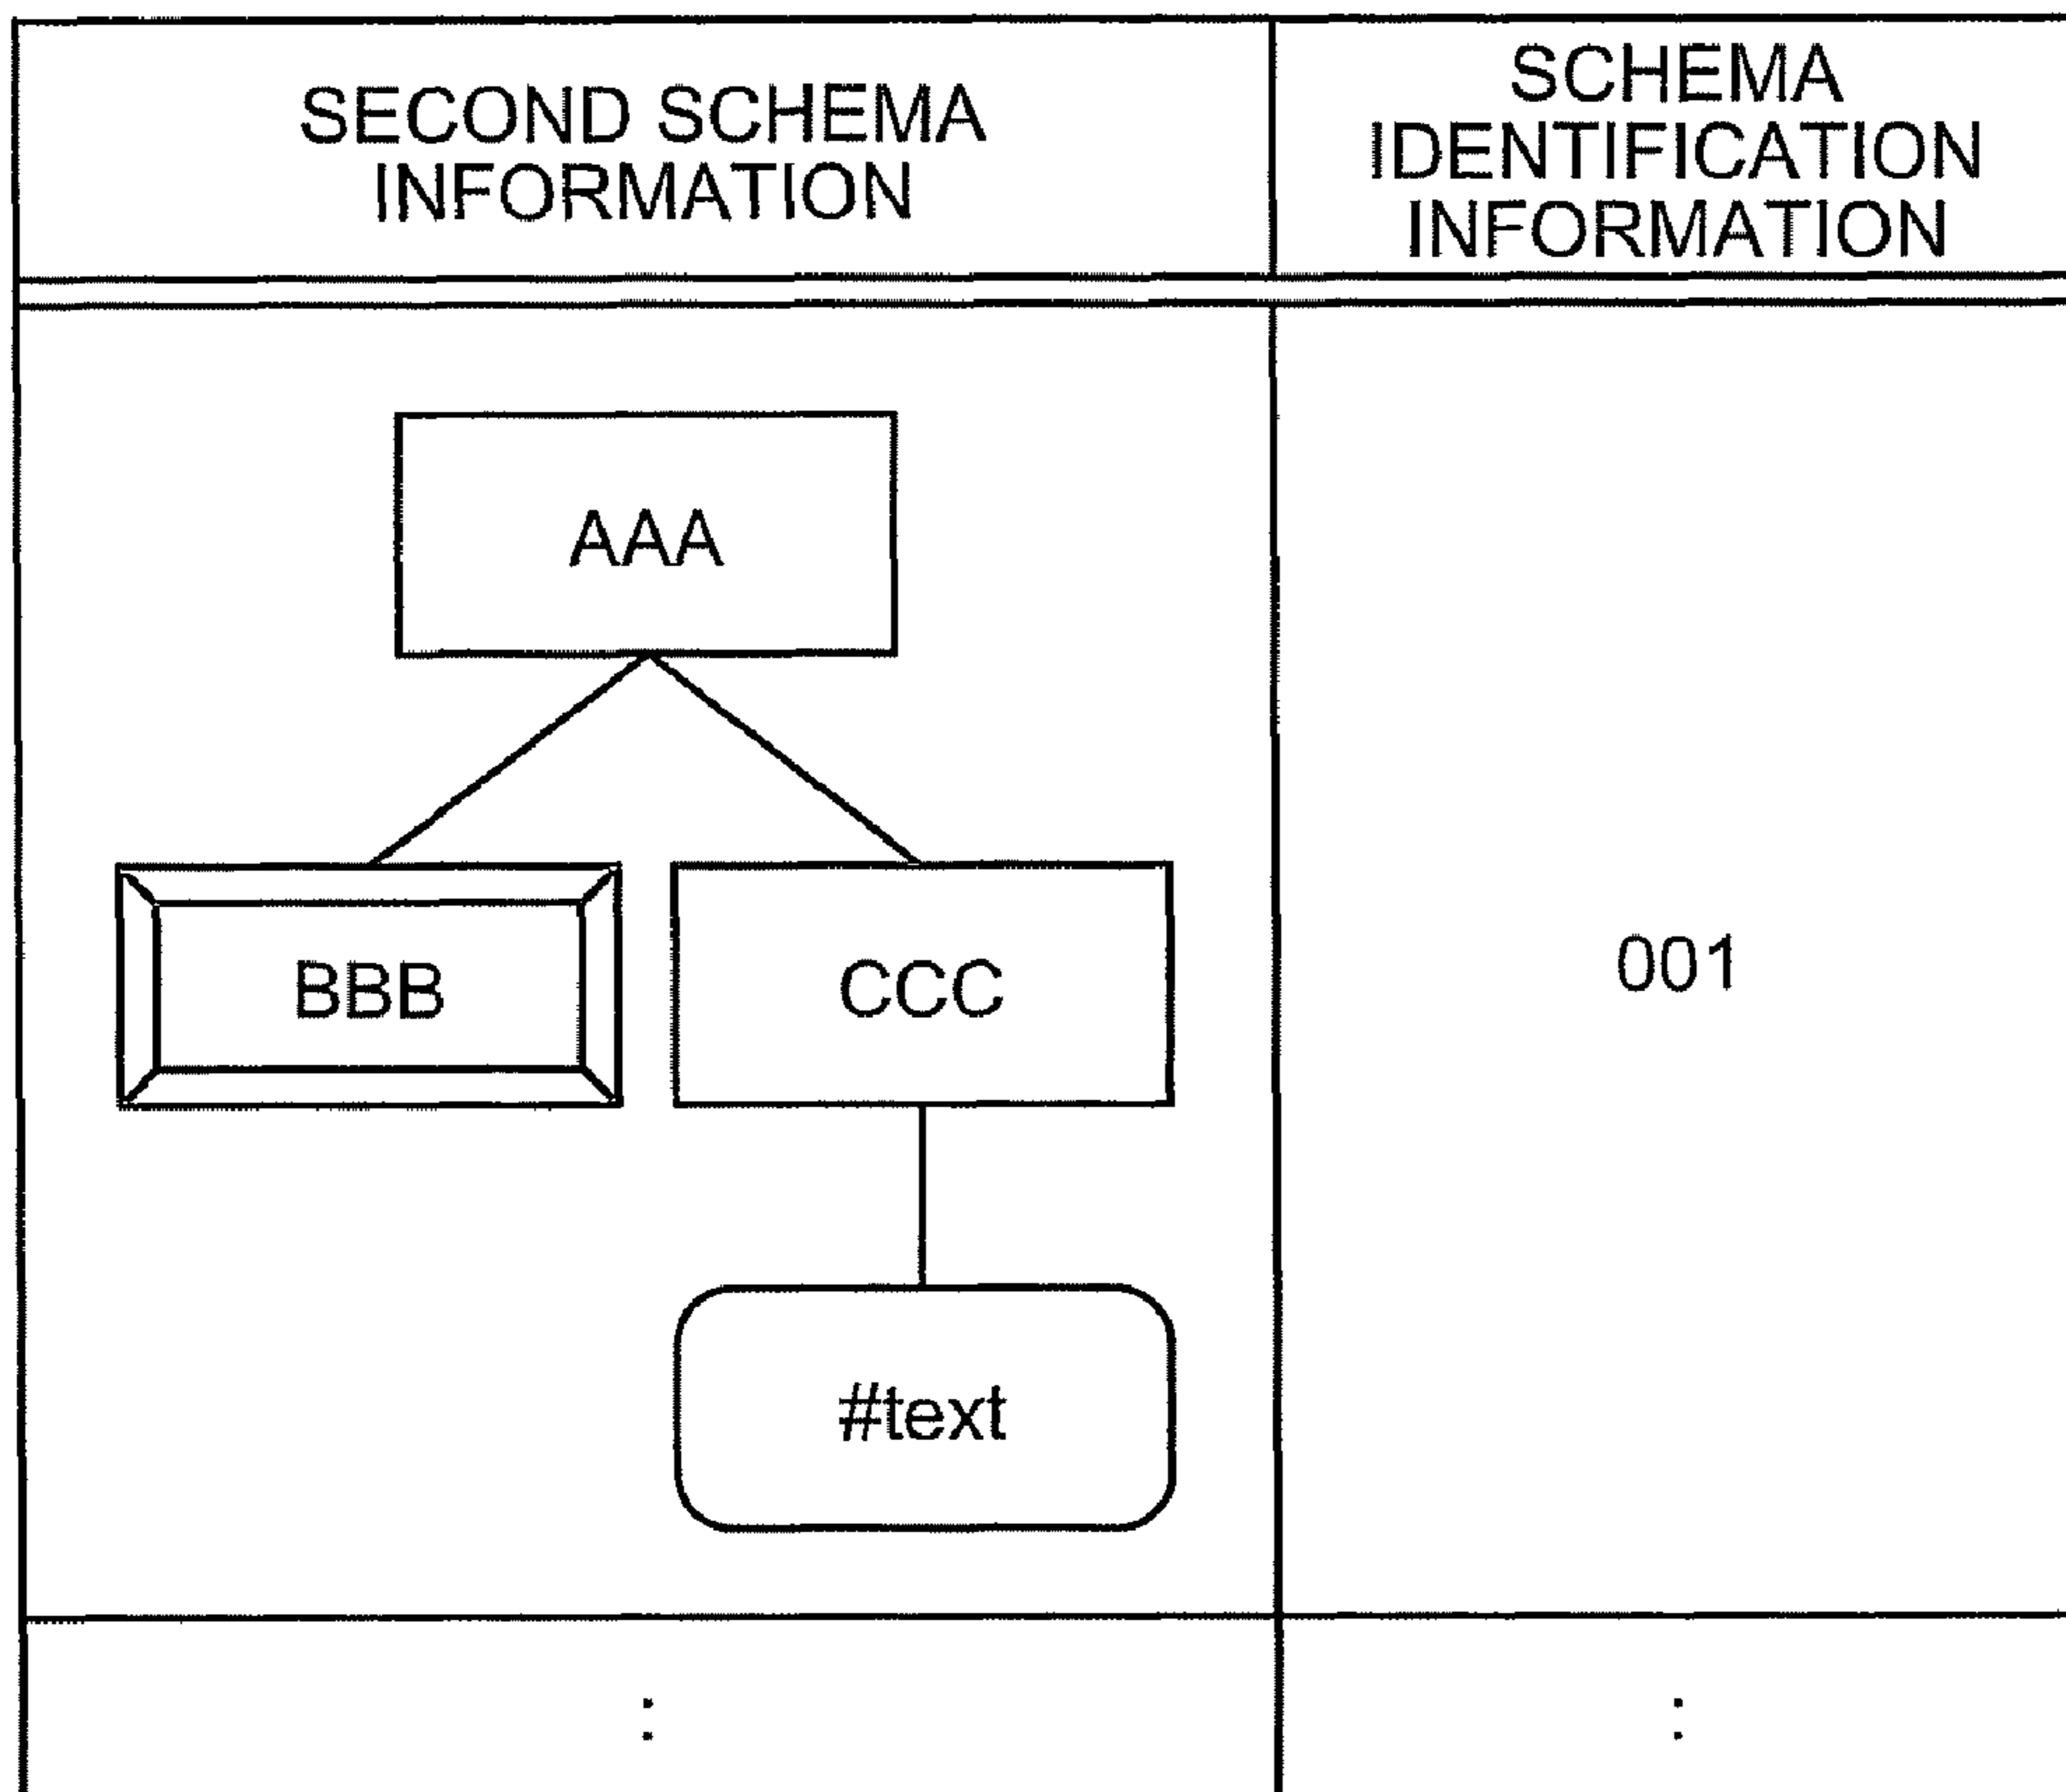 SECOND SCHEMA
INFORMATION
SCHEMA
IDENTIFICATION
INFORMATION
AAA
BBB
CCC
001
#text
:
: